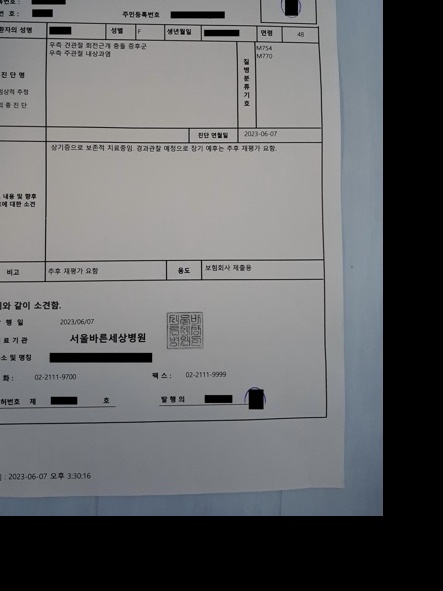 번호 :
주민등록번호
환자의 성명 성별 F 생년월일 연령 48
우측 견관절 회전근개 충돌 증후군
우측 주관절 내상과염
진 단 명
임상적 추정
최 종 진 단
질병분류기호
M754
M770
진단 연월일 2023-06-07
상기증으로 보존적 치료중임. 경과관찰 예정으로 장기 예후는 추후 재평가 요함.
내용 및 향후
에 대한 소견
비고 추후 재평가 요함 용도 보험회사 제출용
위와 같이 소견함.
발 행 일 2023/06/07
의 료 기 관 서울바른세상병원
주소 및 명칭
전 화 : 02-2111-9700 팩 스 : 02-2111-9999
면허번호 제 호 발 행 의
: 2023-06-07 오후 3:30:16